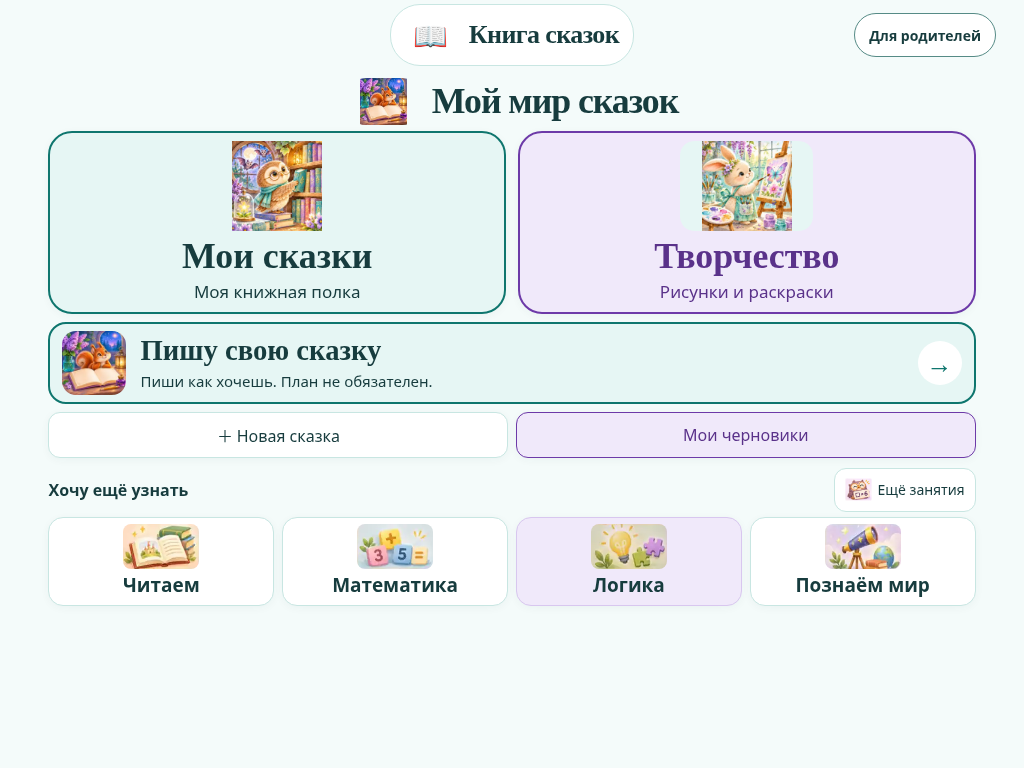 Книга сказок
Для родителей
Мой мир сказок
Мои сказки
Моя книжная полка
Творчество
Рисунки и раскраски
Пишу свою сказку
Пиши как хочешь. План не обязателен.
→
+ Новая сказка
Мои черновики
Хочу ещё узнать
Ещё занятия
Читаем
3 + 5 =
Математика
Логика
Познаём мир